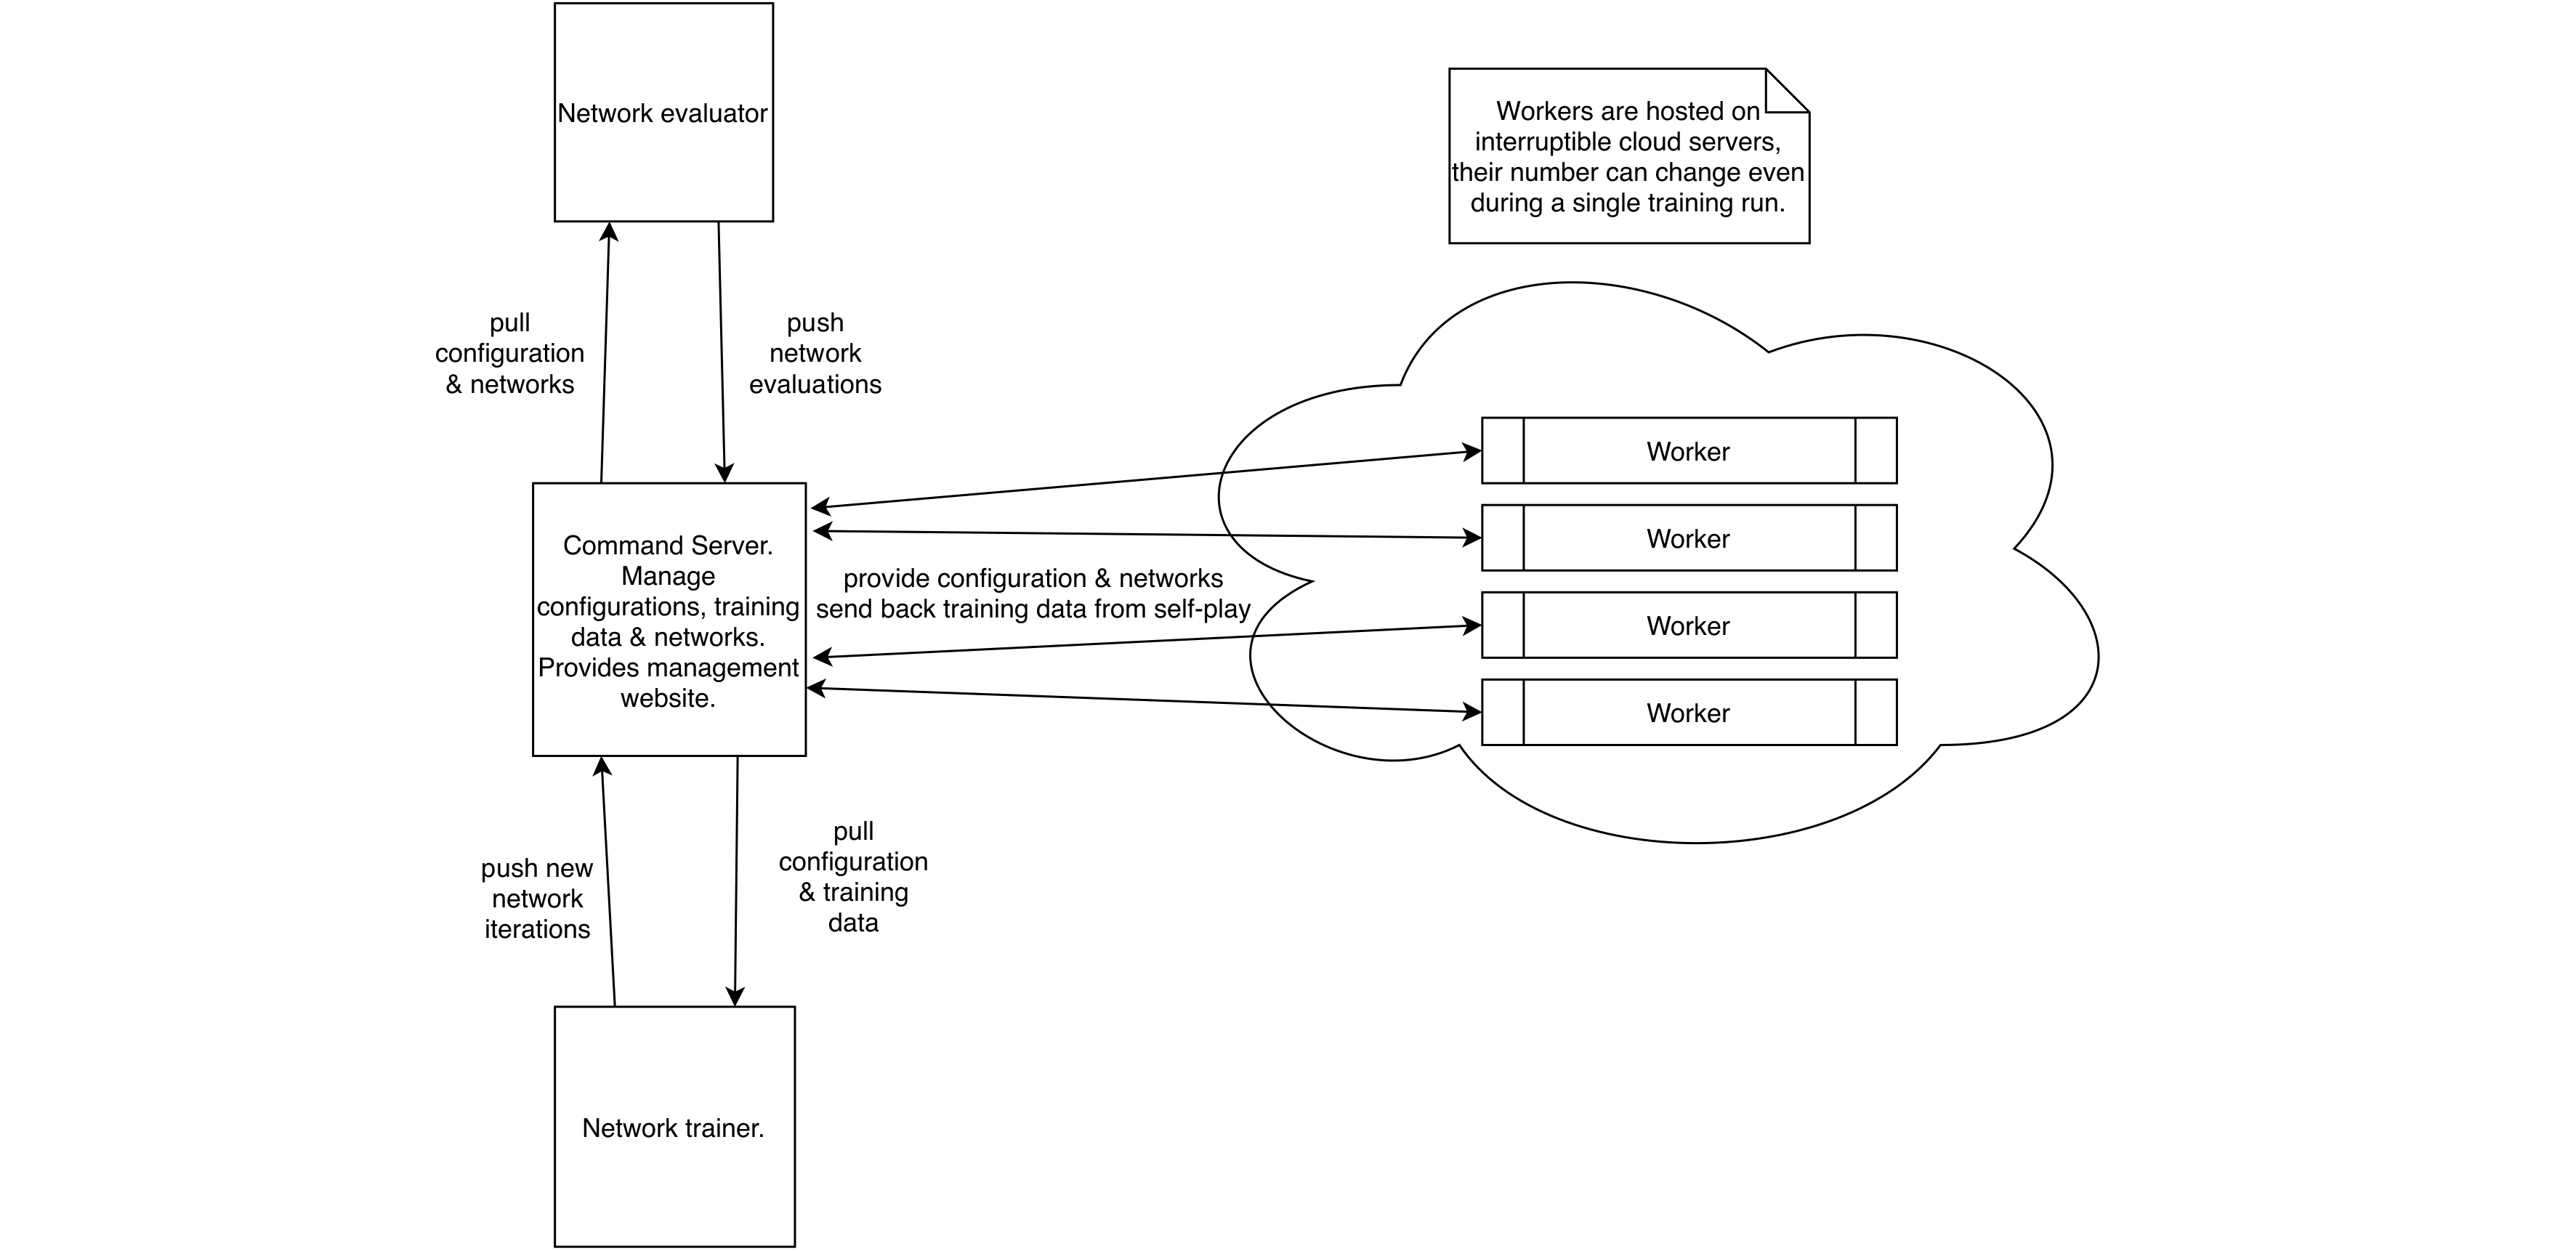 Network evaluator
Workers are hosted on
interruptible cloud servers,
their number can change even
during a single training run.
pull
configuration
& networks
push
network
evaluations
Command Server.
Manage
configurations, training
data & networks.
Provides management
website.
provide configuration & networks
send back training data from self-play
Worker
Worker
Worker
Worker
push new
network
iterations
pull
configuration
& training
data
Network trainer.